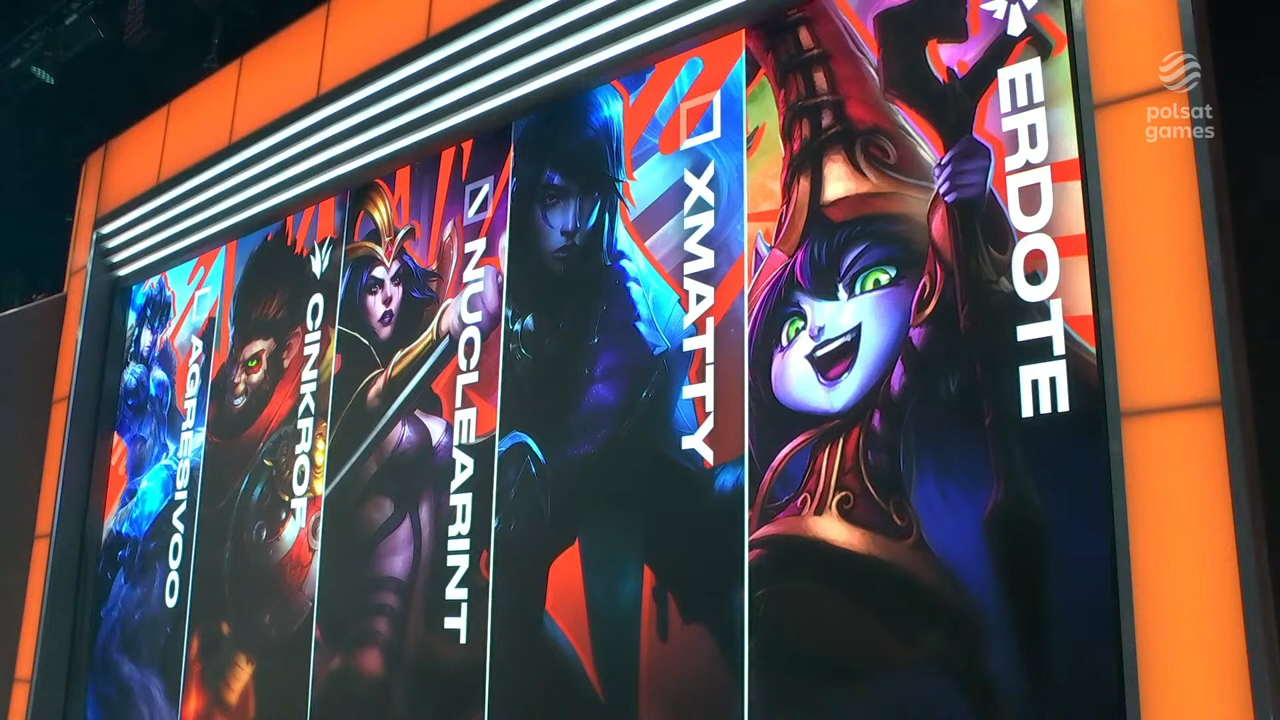 AGRESIVOO
CINKROF
NUCLEARINT
XMATTY
ERDOTE
polsat
games